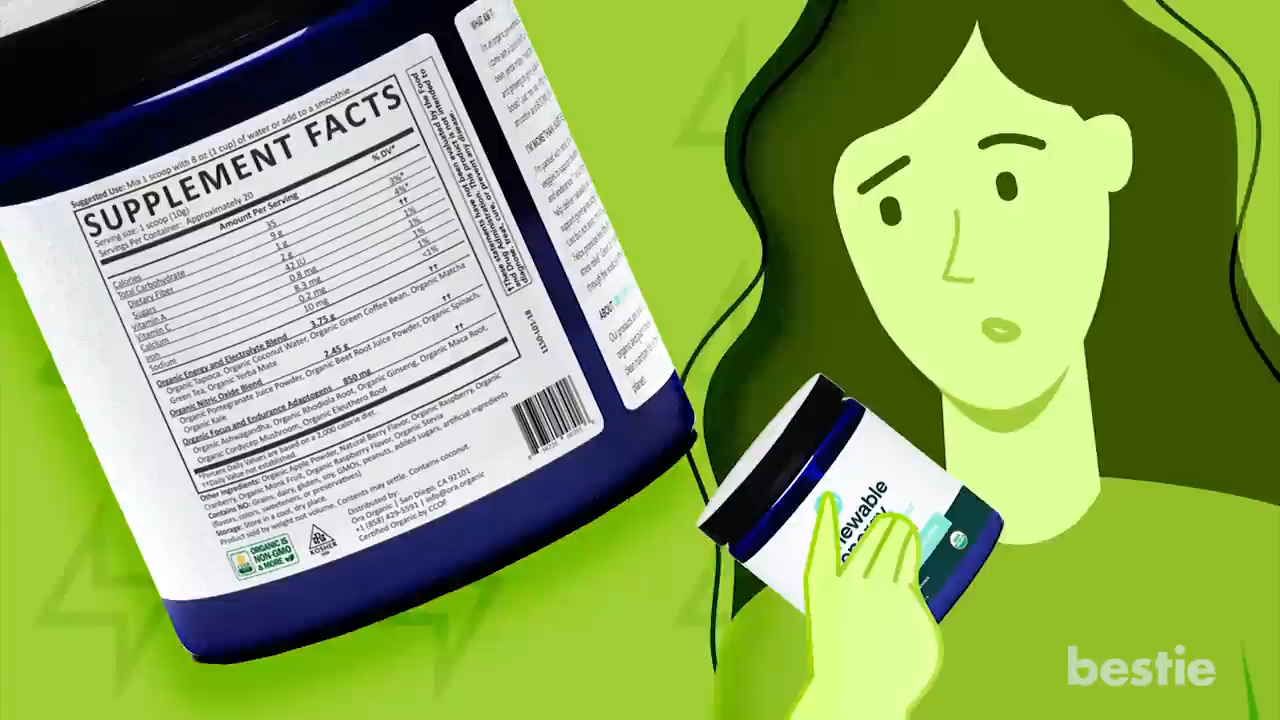 Suggested Use: Mix 1 scoop with 8 oz (1 cup) of water or add to a smoothie.
SUPPLEMENT FACTS
Serving size: 1 scoop (10g)
Servings Per Container: Approximately 20
Amount Per Serving % DV*
Calories 35
Total Carbohydrate 9 g 3%*
Dietary Fiber 1 g 4%*
Sugars 2 g ††
Vitamin A 42 IU 1%
Vitamin C 0.8 mg 1%
Calcium 8.3 mg 1%
Iron 0.2 mg 1%
Sodium 10 mg <1%
Organic Energy and Electrolyte Blend 3.75 g ††
Organic Tapioca, Organic Coconut Water, Organic Green Coffee Bean, Organic Matcha
Green Tea, Organic Yerba Mate
Organic Nitric Oxide Blend 2.45 g ††
Organic Pomegranate Juice Powder, Organic Beet Root Juice Powder, Organic Spinach,
Organic Kale
Organic Focus and Endurance Adaptogens 850 mg ††
Organic Ashwagandha, Organic Rhodiola Root, Organic Ginseng, Organic Maca Root,
Organic Cordycep Mushroom, Organic Eleuthero Root
*Percent Daily Values are based on a 2,000 calorie diet.
††Daily Value not established.
Other Ingredients: Organic Apple Powder, Natural Berry Flavor, Organic Raspberry, Organic
Cranberry, Organic Monk Fruit, Organic Raspberry Flavor, Organic Stevia
Contains NO: Grains, dairy, gluten, soy, GMOs, peanuts, added sugars, artificial ingredients
(flavors, colors, sweeteners, or preservatives)
Storage: Store in a cool, dry place.
Product sold by weight not volume. Contents may settle. Contains coconut.
Distributed by:
Ora Organic | San Diego, CA 92101
+1 (858) 429-5591 | info@ora.organic
Certified Organic by CCOF
ORGANIC IS
NON-GMO
& MORE
KOSHER
†These statements have not been evaluated by the Food
and Drug Administration. This product is not intended to
diagnose, treat, cure, or prevent any disease.
1150.L01.18
WHAT AM I?
ABOUT
planet.
ewable
bestie